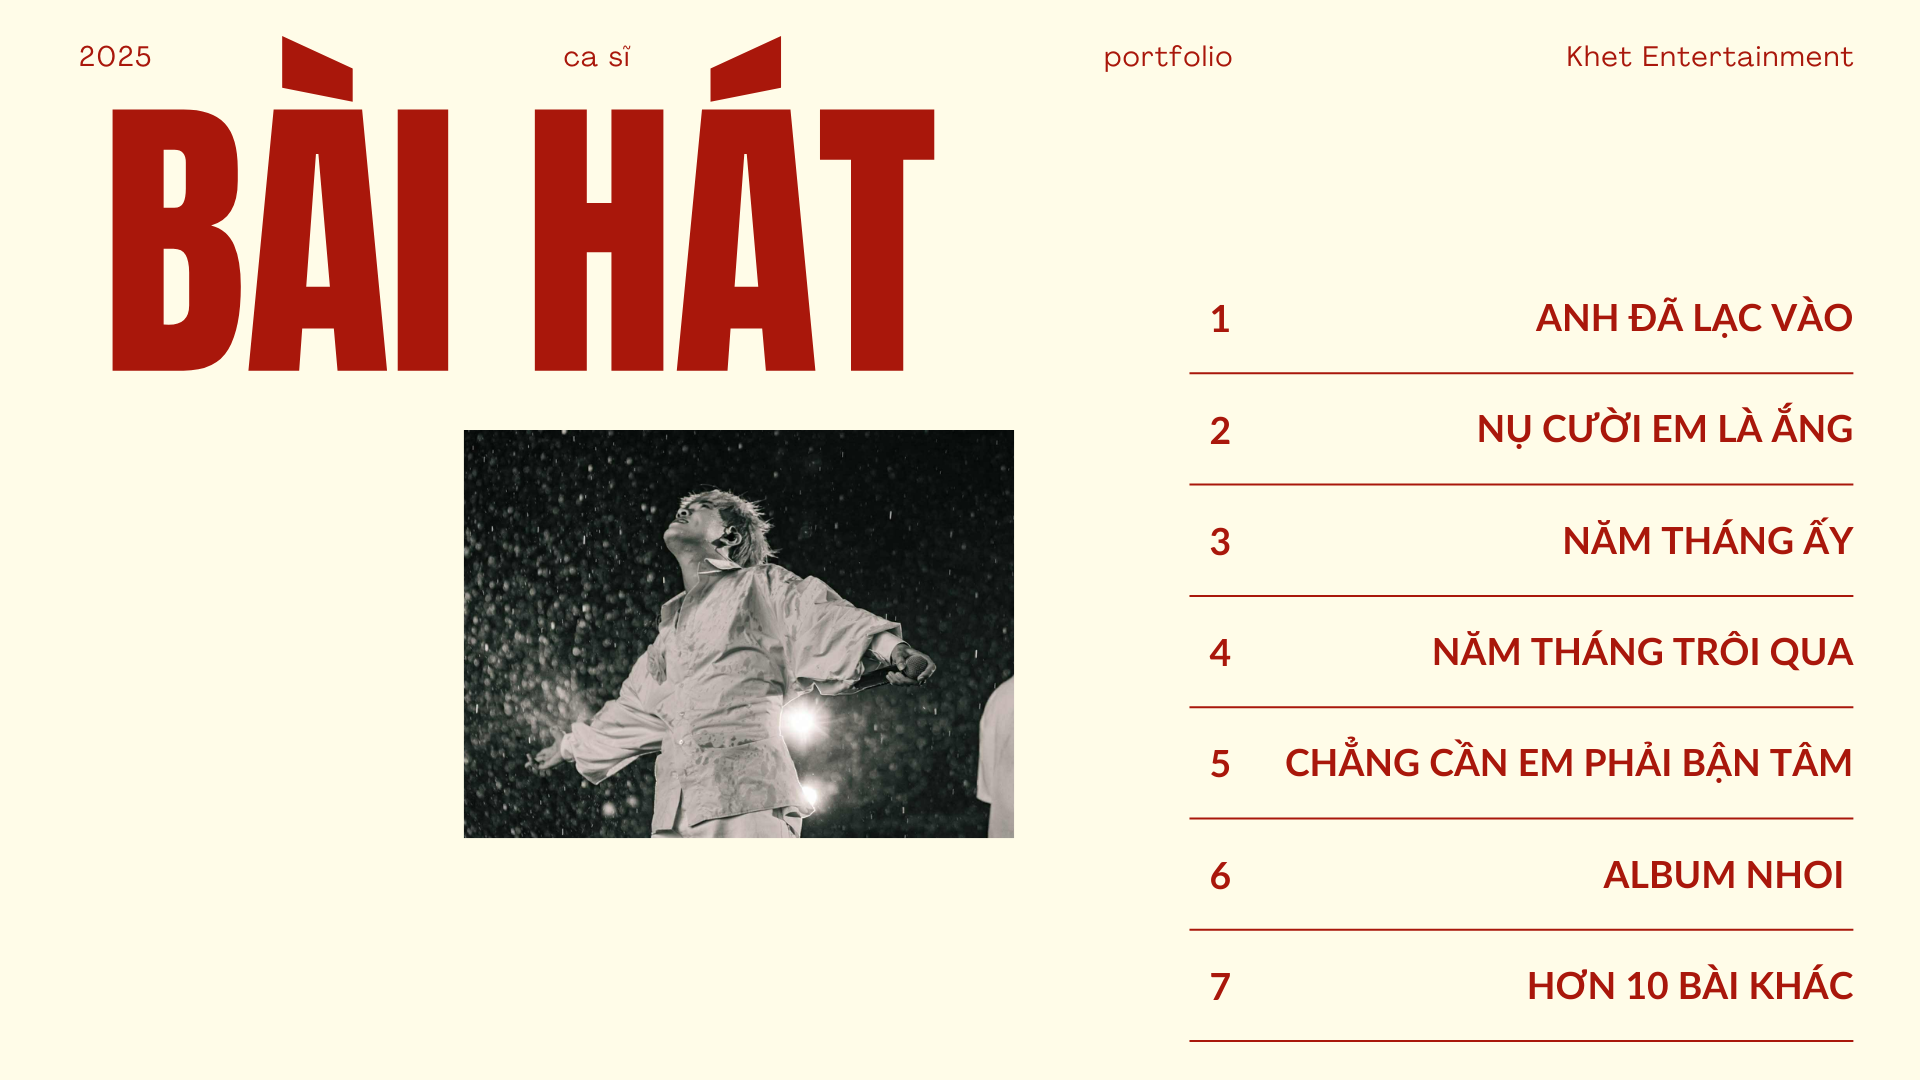 2025
ca sĩ
portfolio
Khet Entertainment
BÀI HÁT
1 ANH ĐÃ LẠC VÀO
2 NỤ CƯỜI EM LÀ ẮNG
3 NĂM THÁNG ẤY
4 NĂM THÁNG TRÔI QUA
5 CHẲNG CẦN EM PHẢI BẬN TÂM
6 ALBUM NHOI
7 HƠN 10 BÀI KHÁC